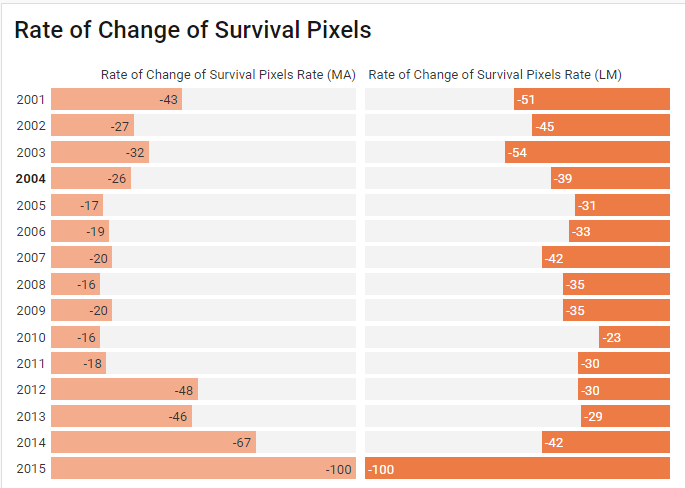 Rate of Change of Survival Pixels
Rate of Change of Survival Pixels Rate (MA) Rate of Change of Survival Pixels Rate (LM)
2001 -43 -51
2002 -27 -45
2003 -32 -54
2004 -26 -39
2005 -17 -31
2006 -19 -33
2007 -20 -42
2008 -16 -35
2009 -20 -35
2010 -16 -23
2011 -18 -30
2012 -48 -30
2013 -46 -29
2014 -67 -42
2015 -100 -100